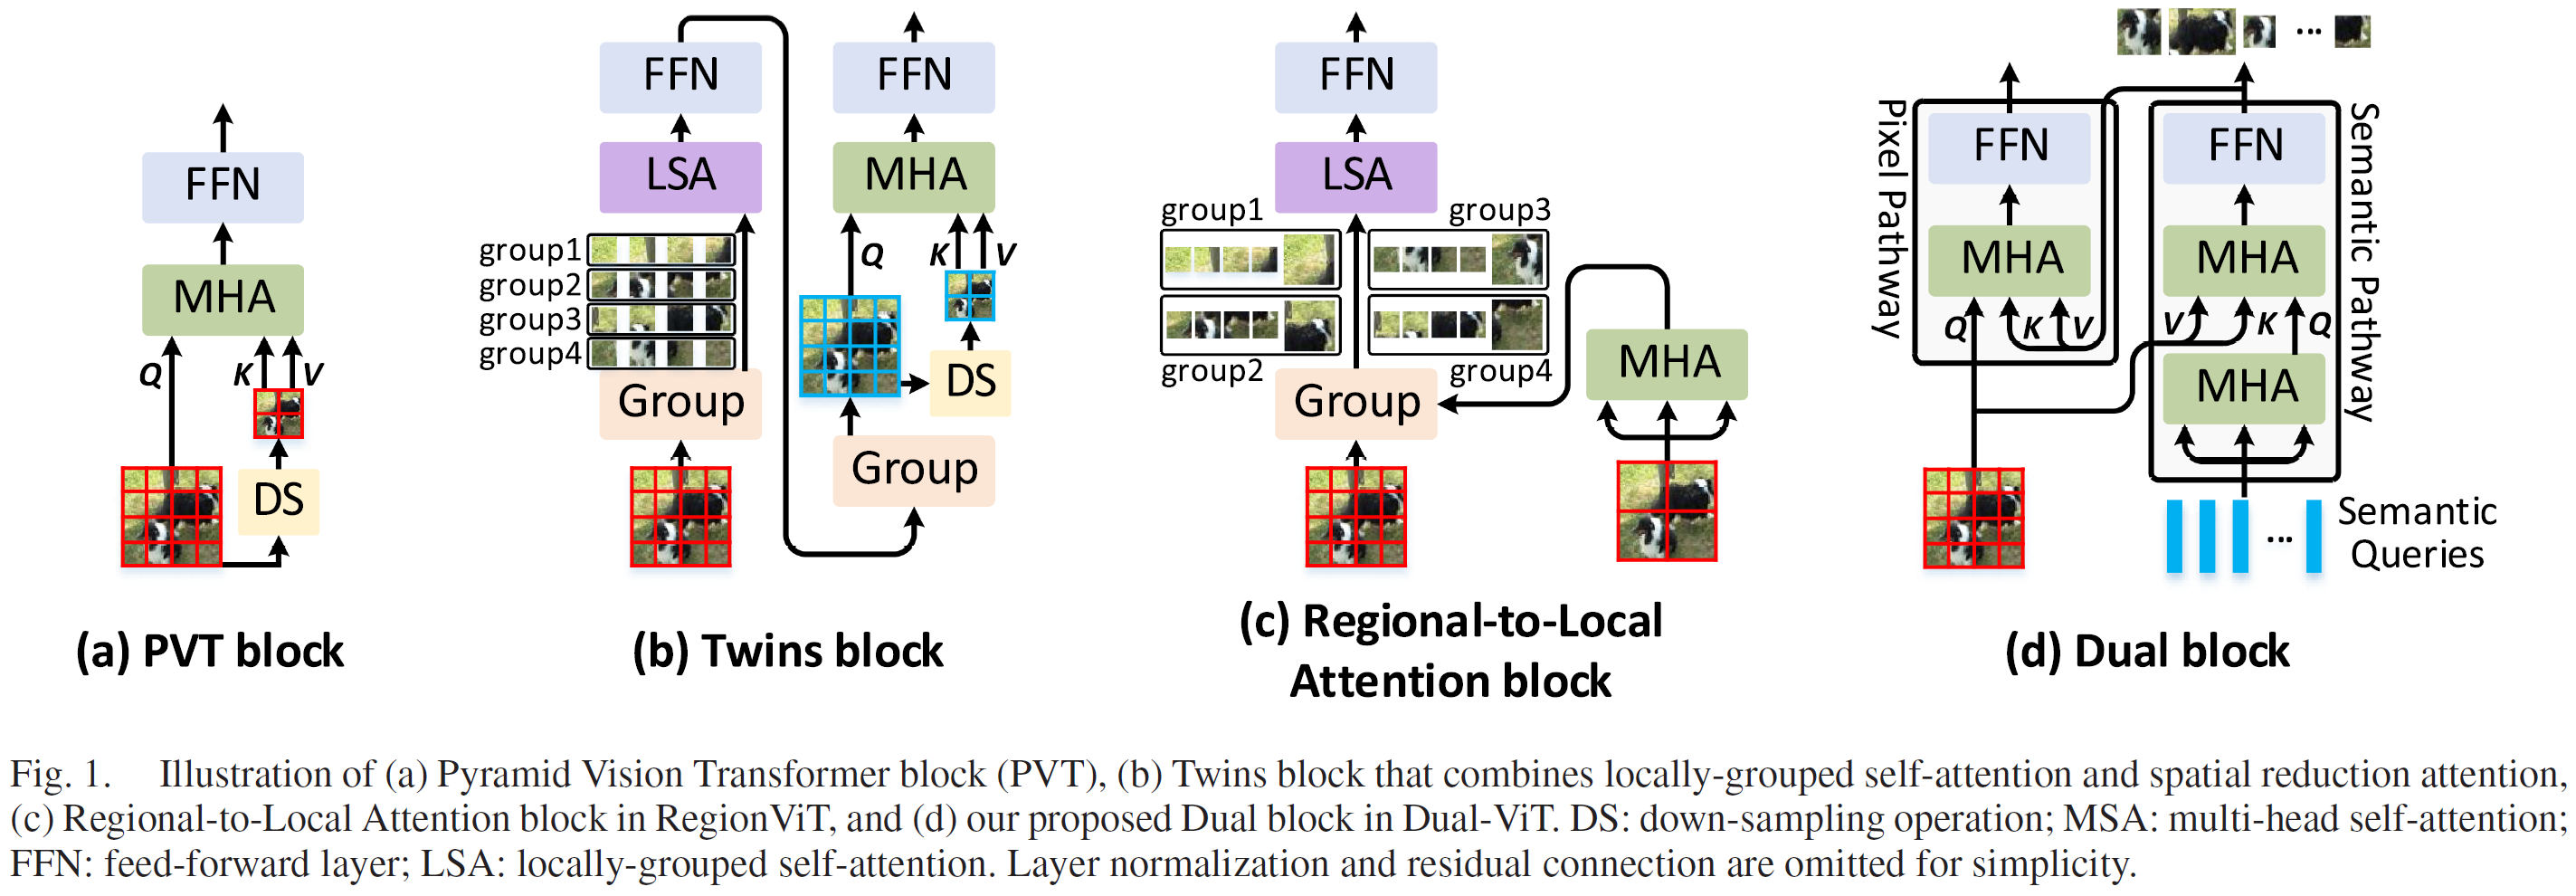 FFN
MHA
Q
K
V
DS
(a) PVT block
FFN
LSA
group1
group2
group3
group4
Group
FFN
MHA
Q
K
V
DS
Group
(b) Twins block
FFN
LSA
group1
group3
group2
group4
Group
MHA
(c) Regional-to-Local
Attention block
...
Pixel Pathway
FFN
MHA
Q
K
V
Semantic Pathway
FFN
MHA
V
K
Q
MHA
...
Semantic
Queries
(d) Dual block
Fig. 1. Illustration of (a) Pyramid Vision Transformer block (PVT), (b) Twins block that combines locally-grouped self-attention and spatial reduction attention,
(c) Regional-to-Local Attention block in RegionViT, and (d) our proposed Dual block in Dual-ViT. DS: down-sampling operation; MSA: multi-head self-attention;
FFN: feed-forward layer; LSA: locally-grouped self-attention. Layer normalization and residual connection are omitted for simplicity.